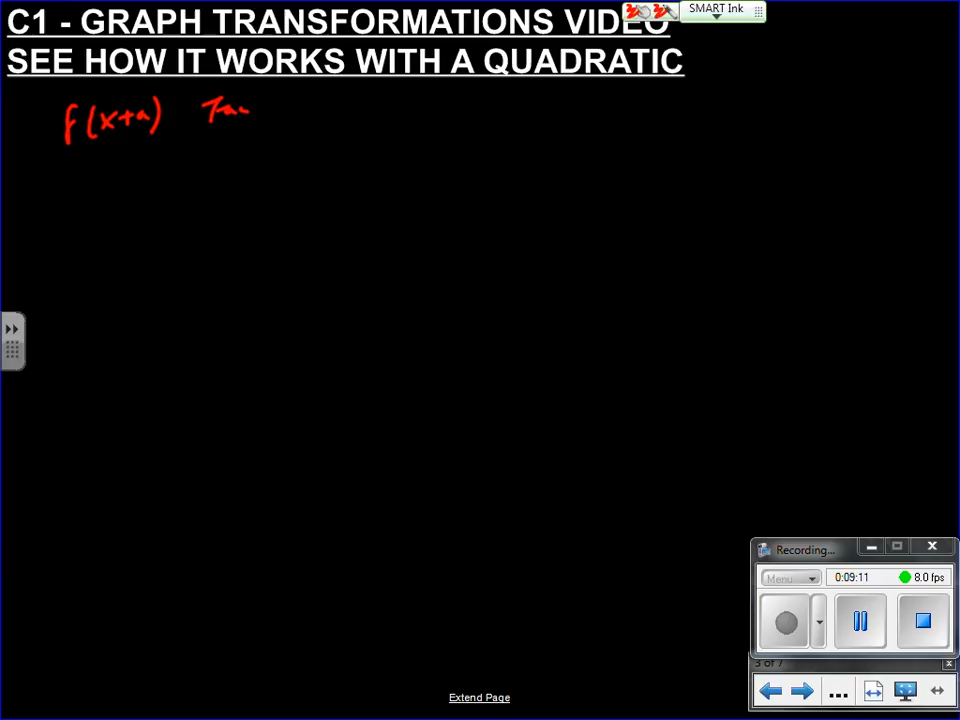 C1 - GRAPH TRANSFORMATIONS VIDEO
SMART Ink
SEE HOW IT WORKS WITH A QUADRATIC
f(x+a)
Recording...
Menu
0:09:11
8.0 fps
3 of 7
...
Extend Page